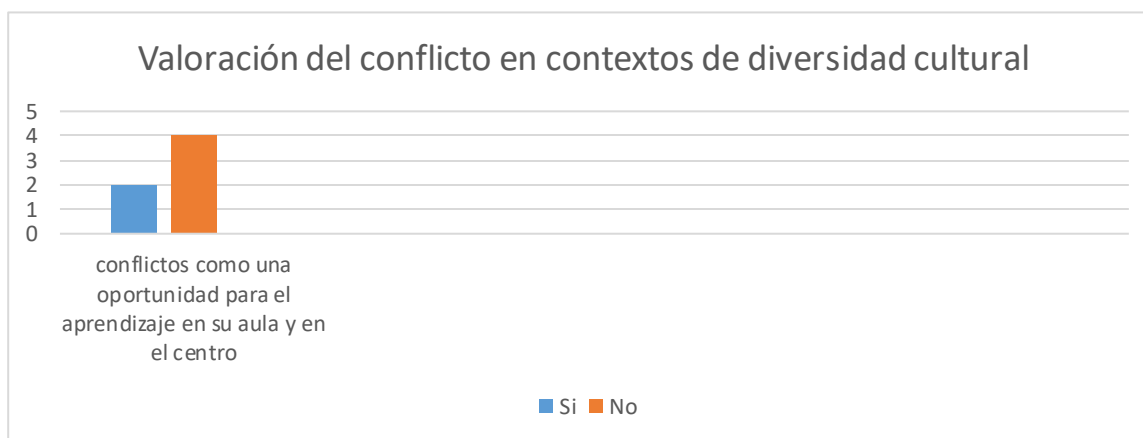 Valoración del conflicto en contextos de diversidad cultural
5
4
3
2
1
0
conflictos como una
oportunidad para el
aprendizaje en su aula y en
el centro
Si No